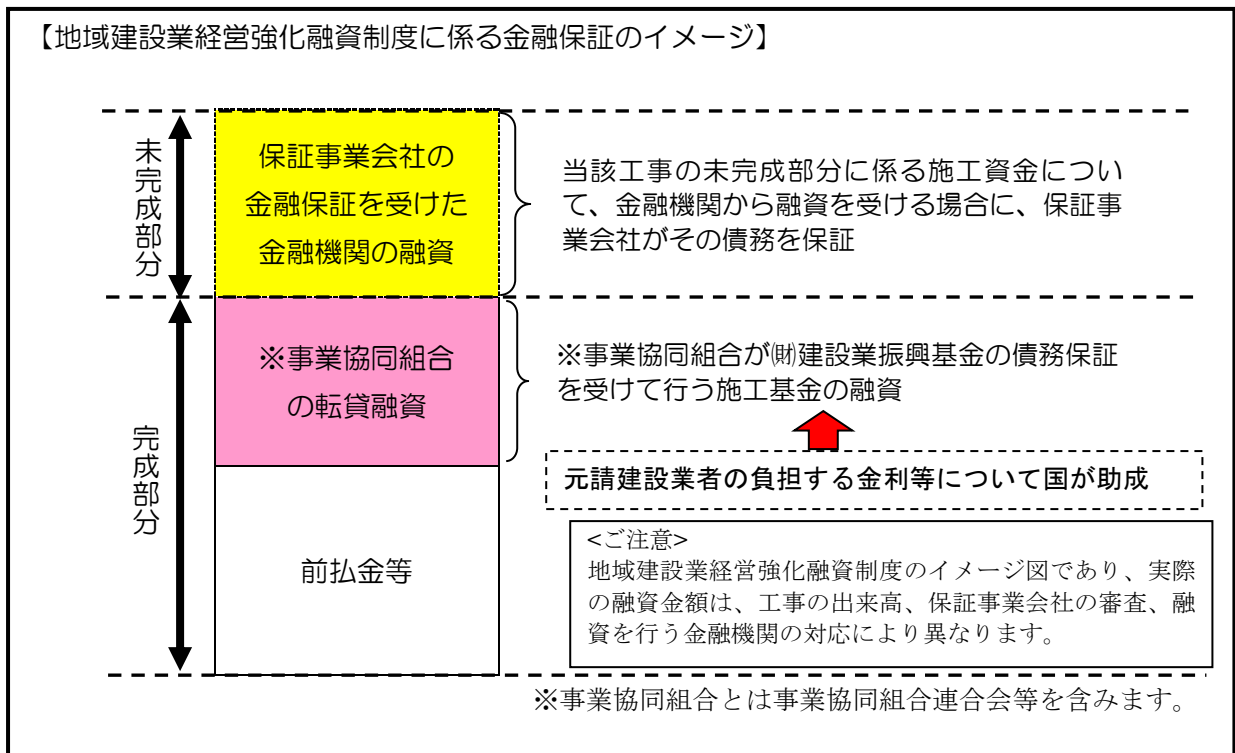 【地域建設業経営強化融資制度に係る金融保証のイメージ】
未完成部分
保証事業会社の
金融保証を受けた
金融機関の融資
当該工事の未完成部分に係る施工資金につい
て、金融機関から融資を受ける場合に、保証事
業会社がその債務を保証
完成部分
※事業協同組合
の転貸融資
※事業協同組合が㈶建設業振興基金の債務保証
を受けて行う施工基金の融資
元請建設業者の負担する金利等について国が助成
前払金等
<ご注意>
地域建設業経営強化融資制度のイメージ図であり、実際
の融資金額は、工事の出来高、保証事業会社の審査、融
資を行う金融機関の対応により異なります。
※事業協同組合とは事業協同組合連合会等を含みます。